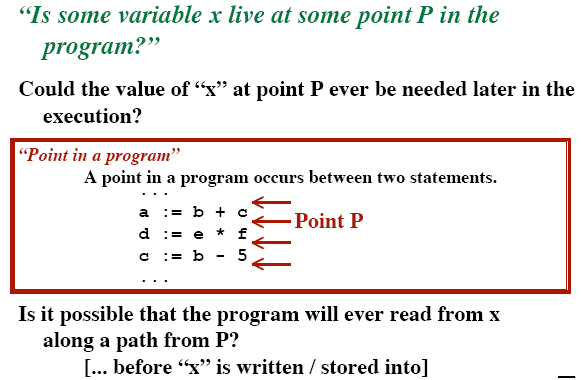 “Is some variable x live at some point P in the
program?”
Could the value of “x” at point P ever be needed later in the
execution?
“Point in a program”
A point in a program occurs between two statements.
. . .
a := b + c
Point P
d := e * f
c := b - 5
. . .
Is it possible that the program will ever read from x
along a path from P?
[... before “x” is written / stored into]